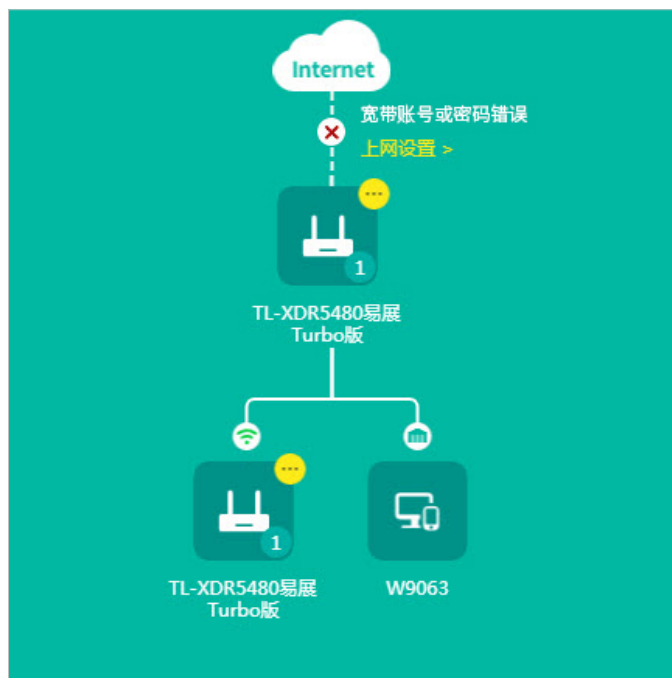 Internet
宽带账号或密码错误
上网设置 >
1
TL-XDR5480易展
Turbo版
1
TL-XDR5480易展
Turbo版
W9063